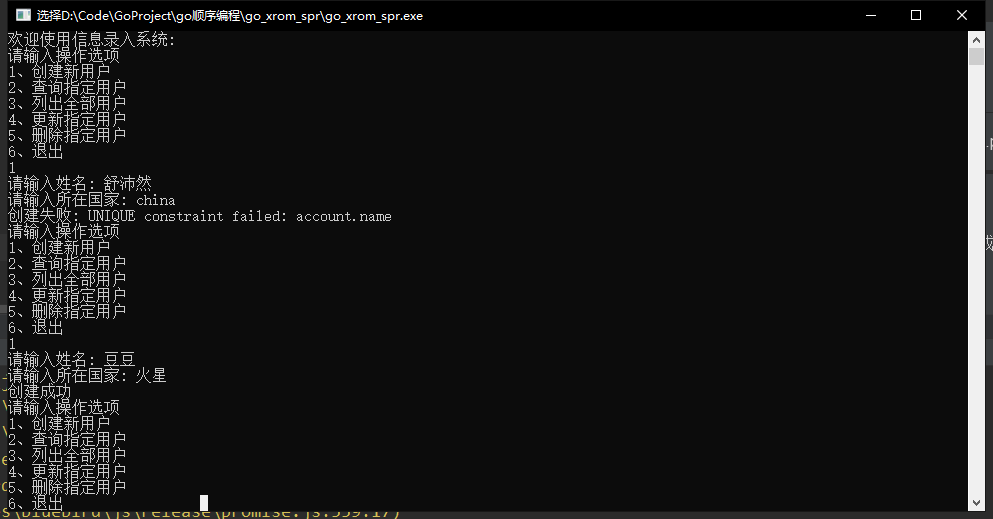 选择D:\Code\GoProject\go顺序编程\go_xrom_spr\go_xrom_spr.exe
欢迎使用信息录入系统:
请输入操作选项
1、创建新用户
2、查询指定用户
3、列出全部用户
4、更新指定用户
5、删除指定用户
6、退出
1
请输入姓名: 舒沛然
请输入所在国家: china
创建失败: UNIQUE constraint failed: account.name
请输入操作选项
1、创建新用户
2、查询指定用户
3、列出全部用户
4、更新指定用户
5、删除指定用户
6、退出
1
请输入姓名: 豆豆
请输入所在国家: 火星
创建成功
请输入操作选项
1、创建新用户
2、查询指定用户
3、列出全部用户
4、更新指定用户
5、删除指定用户
6、退出
s\bluebird\js\release\promise.js:559:17)